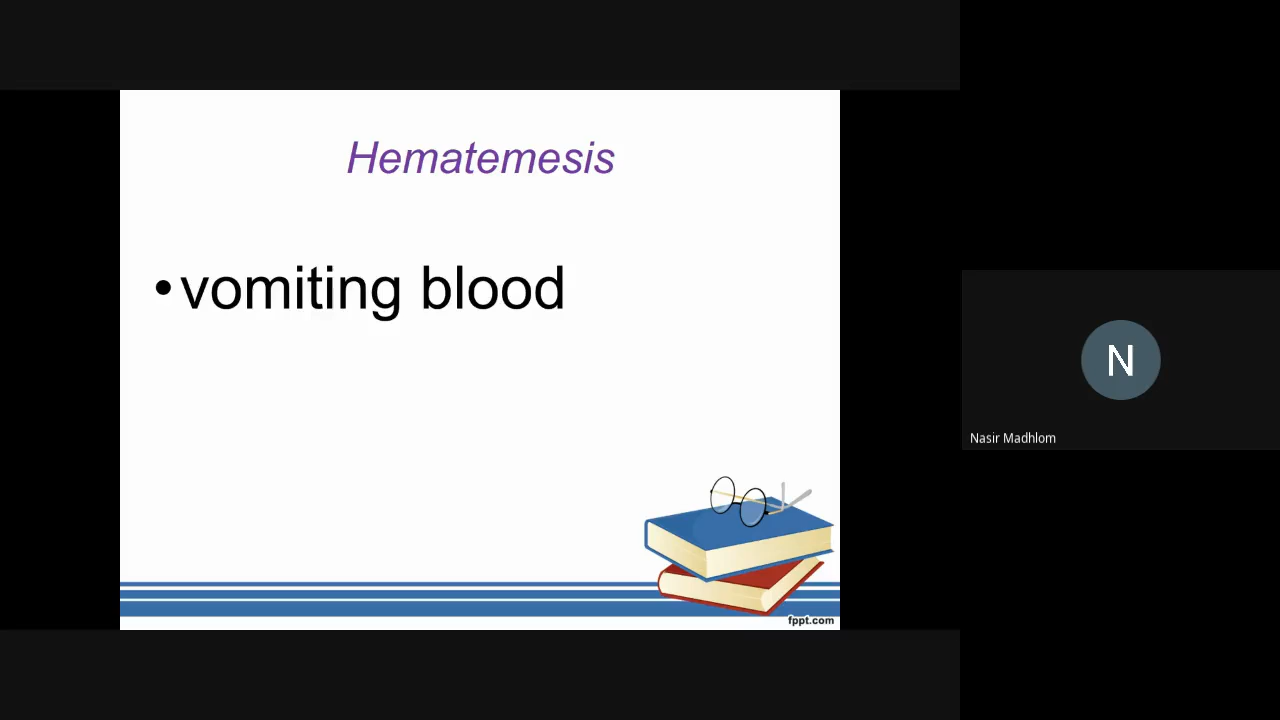 Hematemesis
•vomiting blood
fppt.com
N
Nasir Madhlom